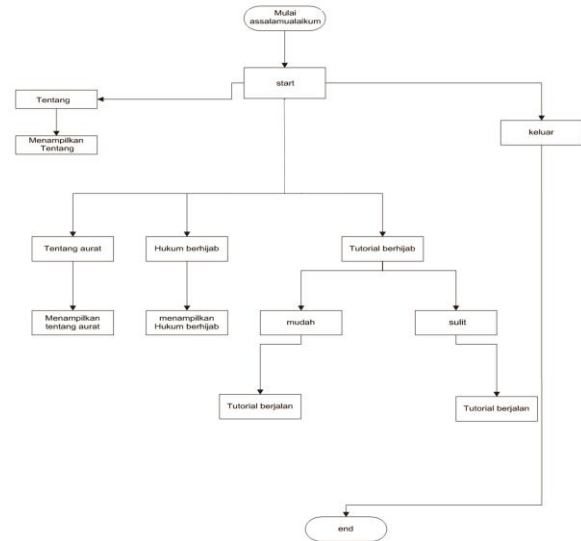 Mulai
assalamualaikum
start
Tentang
Menampilkan
Tentang
keluar
Tentang aurat
Hukum berhijab
Tutorial berhijab
Menampilkan
tentang aurat
menampilkan
Hukum berhijab
mudah
sulit
Tutorial berjalan
Tutorial berjalan
end